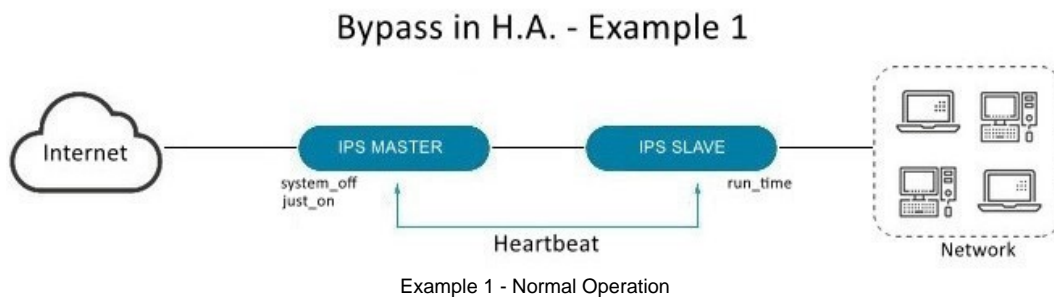 Bypass in H.A. - Example 1
Internet
IPS MASTER
IPS SLAVE
system_off
just_on
run_time
Heartbeat
Network
Example 1 - Normal Operation